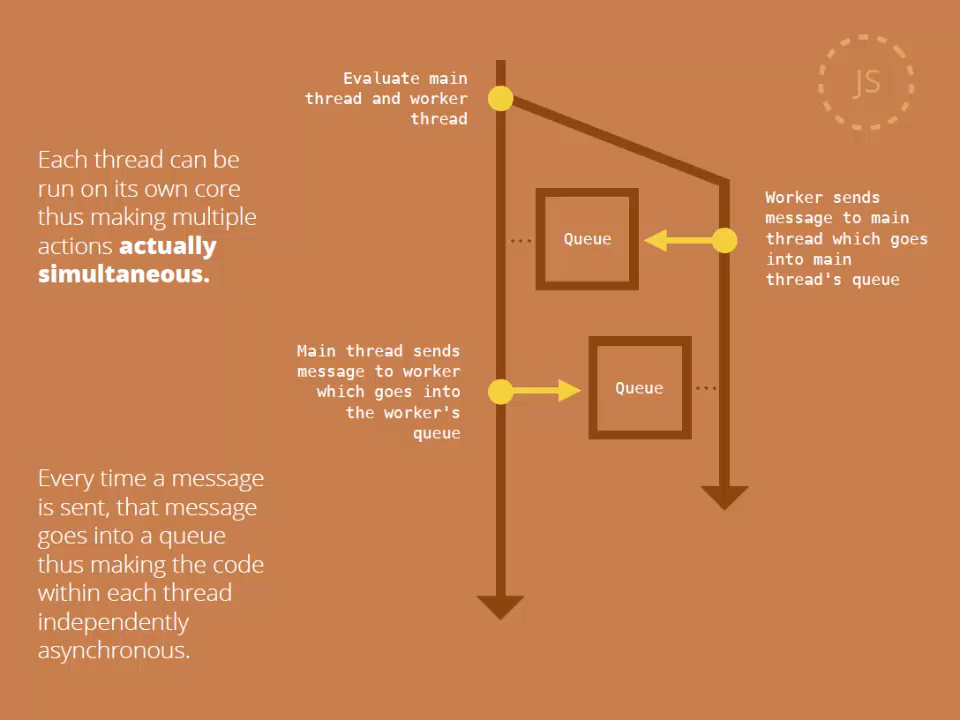 JS
Evaluate main
thread and worker
thread
Each thread can be
run on its own core
thus making multiple
actions actually
simultaneous.
Worker sends
message to main
thread which goes
into main
thread's queue
Queue
Main thread sends
message to worker
which goes into
the worker's
queue
Queue
Every time a message
is sent, that message
goes into a queue
thus making the code
within each thread
independently
asynchronous.